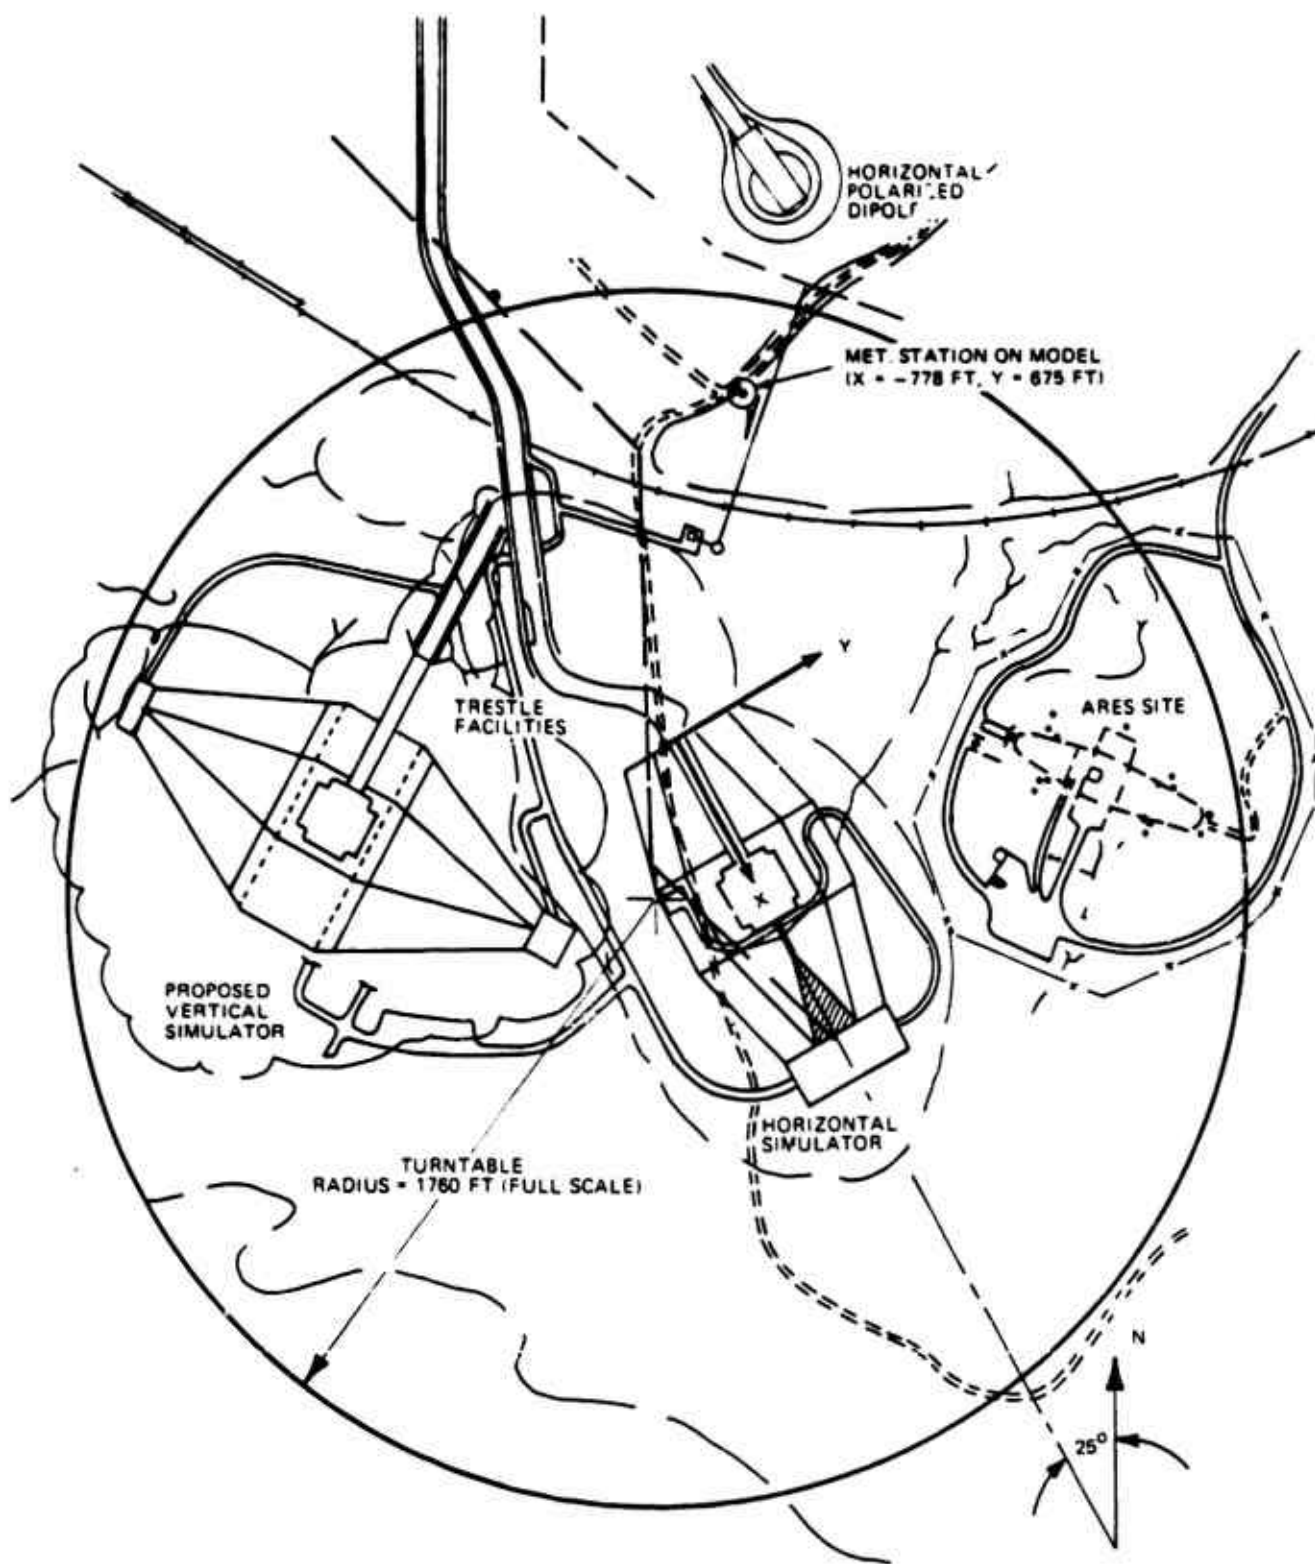 HORIZONTAL
POLARI.ED
DIPOLE
MET. STATION ON MODEL
(X = -778 FT, Y = 675 FT)
Y
TRESTLE
FACILITIES
ARES SITE
X
PROPOSED
VERTICAL
SIMULATOR
HORIZONTAL
SIMULATOR
TURNTABLE
RADIUS = 1760 FT (FULL SCALE)
N
25°